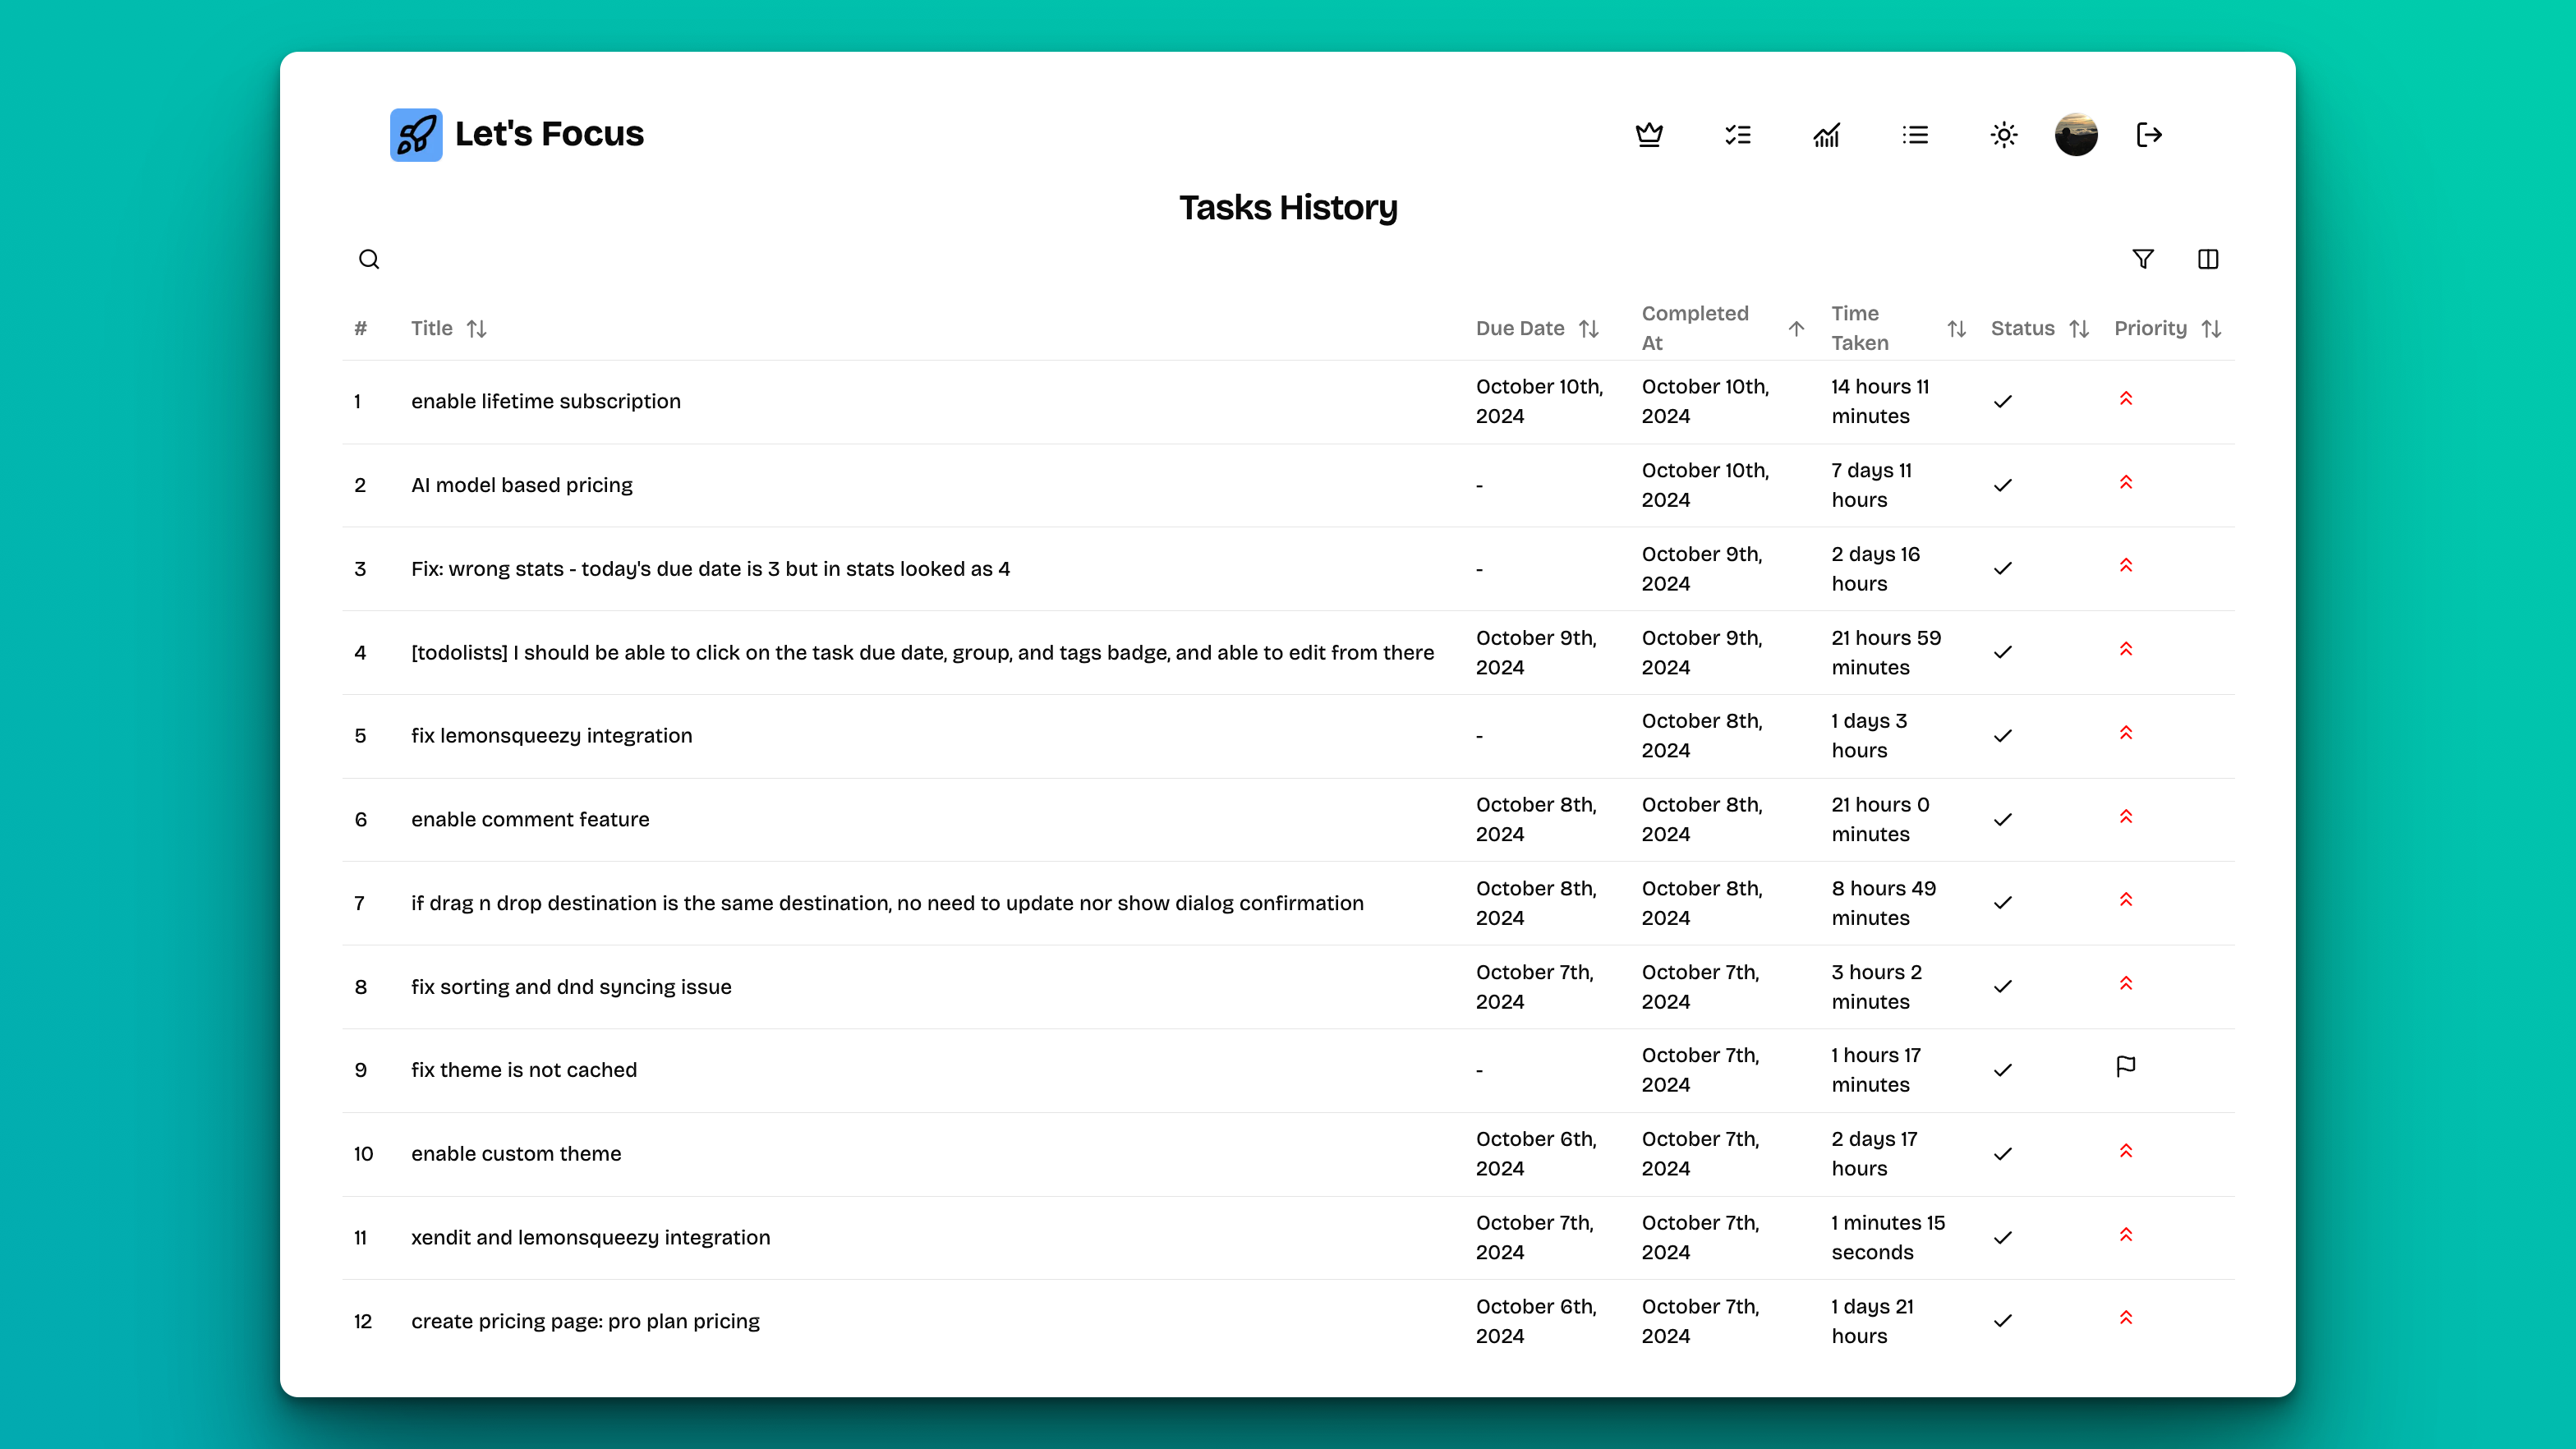 Let's Focus
Tasks History
# Title Due Date Completed At Time Taken Status Priority
1 enable lifetime subscription October 10th, 2024 October 10th, 2024 14 hours 11 minutes
2 AI model based pricing - October 10th, 2024 7 days 11 hours
3 Fix: wrong stats - today's due date is 3 but in stats looked as 4 - October 9th, 2024 2 days 16 hours
4 [todolists] I should be able to click on the task due date, group, and tags badge, and able to edit from there October 9th, 2024 October 9th, 2024 21 hours 59 minutes
5 fix lemonsqueezy integration - October 8th, 2024 1 days 3 hours
6 enable comment feature October 8th, 2024 October 8th, 2024 21 hours 0 minutes
7 if drag n drop destination is the same destination, no need to update nor show dialog confirmation October 8th, 2024 October 8th, 2024 8 hours 49 minutes
8 fix sorting and dnd syncing issue October 7th, 2024 October 7th, 2024 3 hours 2 minutes
9 fix theme is not cached - October 7th, 2024 1 hours 17 minutes
10 enable custom theme October 6th, 2024 October 7th, 2024 2 days 17 hours
11 xendit and lemonsqueezy integration October 7th, 2024 October 7th, 2024 1 minutes 15 seconds
12 create pricing page: pro plan pricing October 6th, 2024 October 7th, 2024 1 days 21 hours